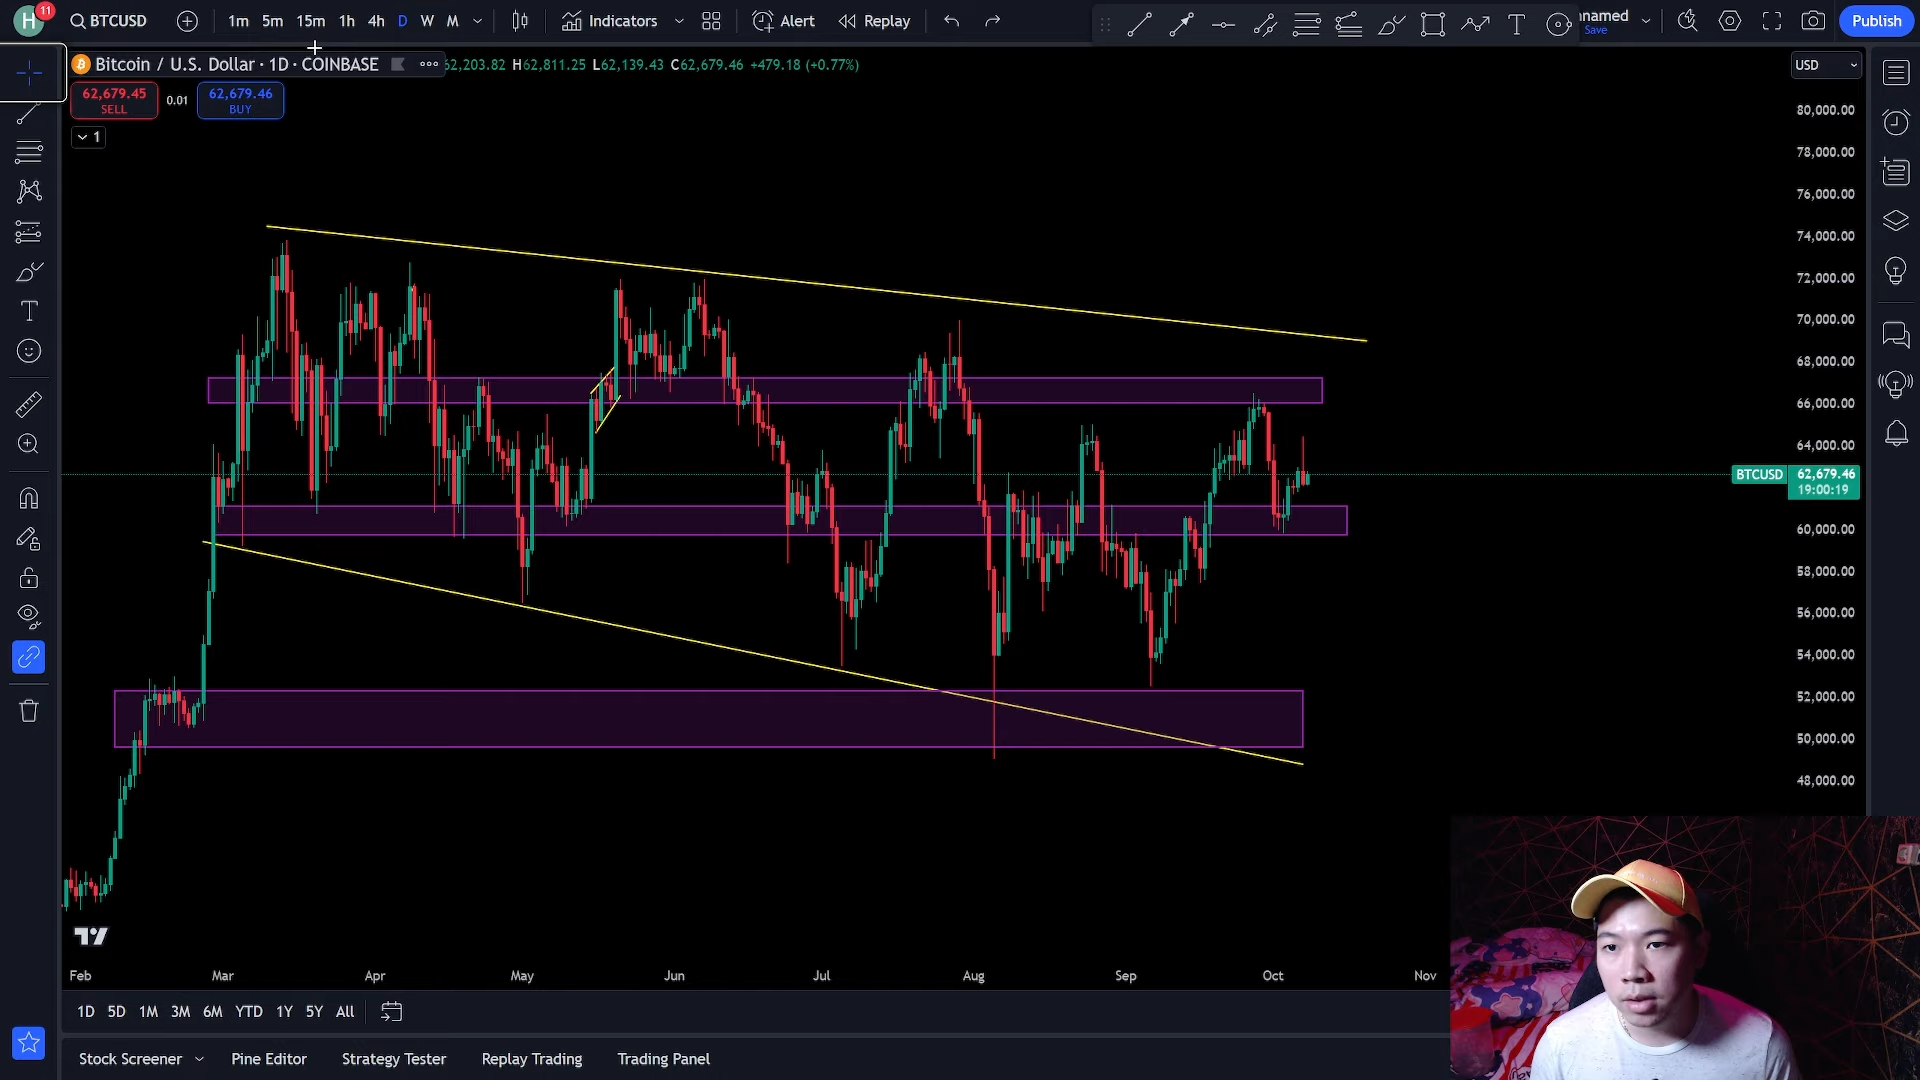 H 11 BTCUSD 1m 5m 15m 1h 4h D W M Indicators Alert Replay nnamed Save Publish
Bitcoin / U.S. Dollar · 1D · COINBASE 62,203.82 H62,811.25 L62,139.43 C62,679.46 +479.18 (+0.77%) USD
62,679.45 SELL 0.01 62,679.46 BUY
1
80,000.00
78,000.00
76,000.00
74,000.00
72,000.00
70,000.00
68,000.00
66,000.00
64,000.00
BTCUSD 62,679.46
19:00:19
60,000.00
58,000.00
56,000.00
54,000.00
52,000.00
50,000.00
48,000.00
Feb Mar Apr May Jun Jul Aug Sep Oct Nov
1D 5D 1M 3M 6M YTD 1Y 5Y All
Stock Screener Pine Editor Strategy Tester Replay Trading Trading Panel